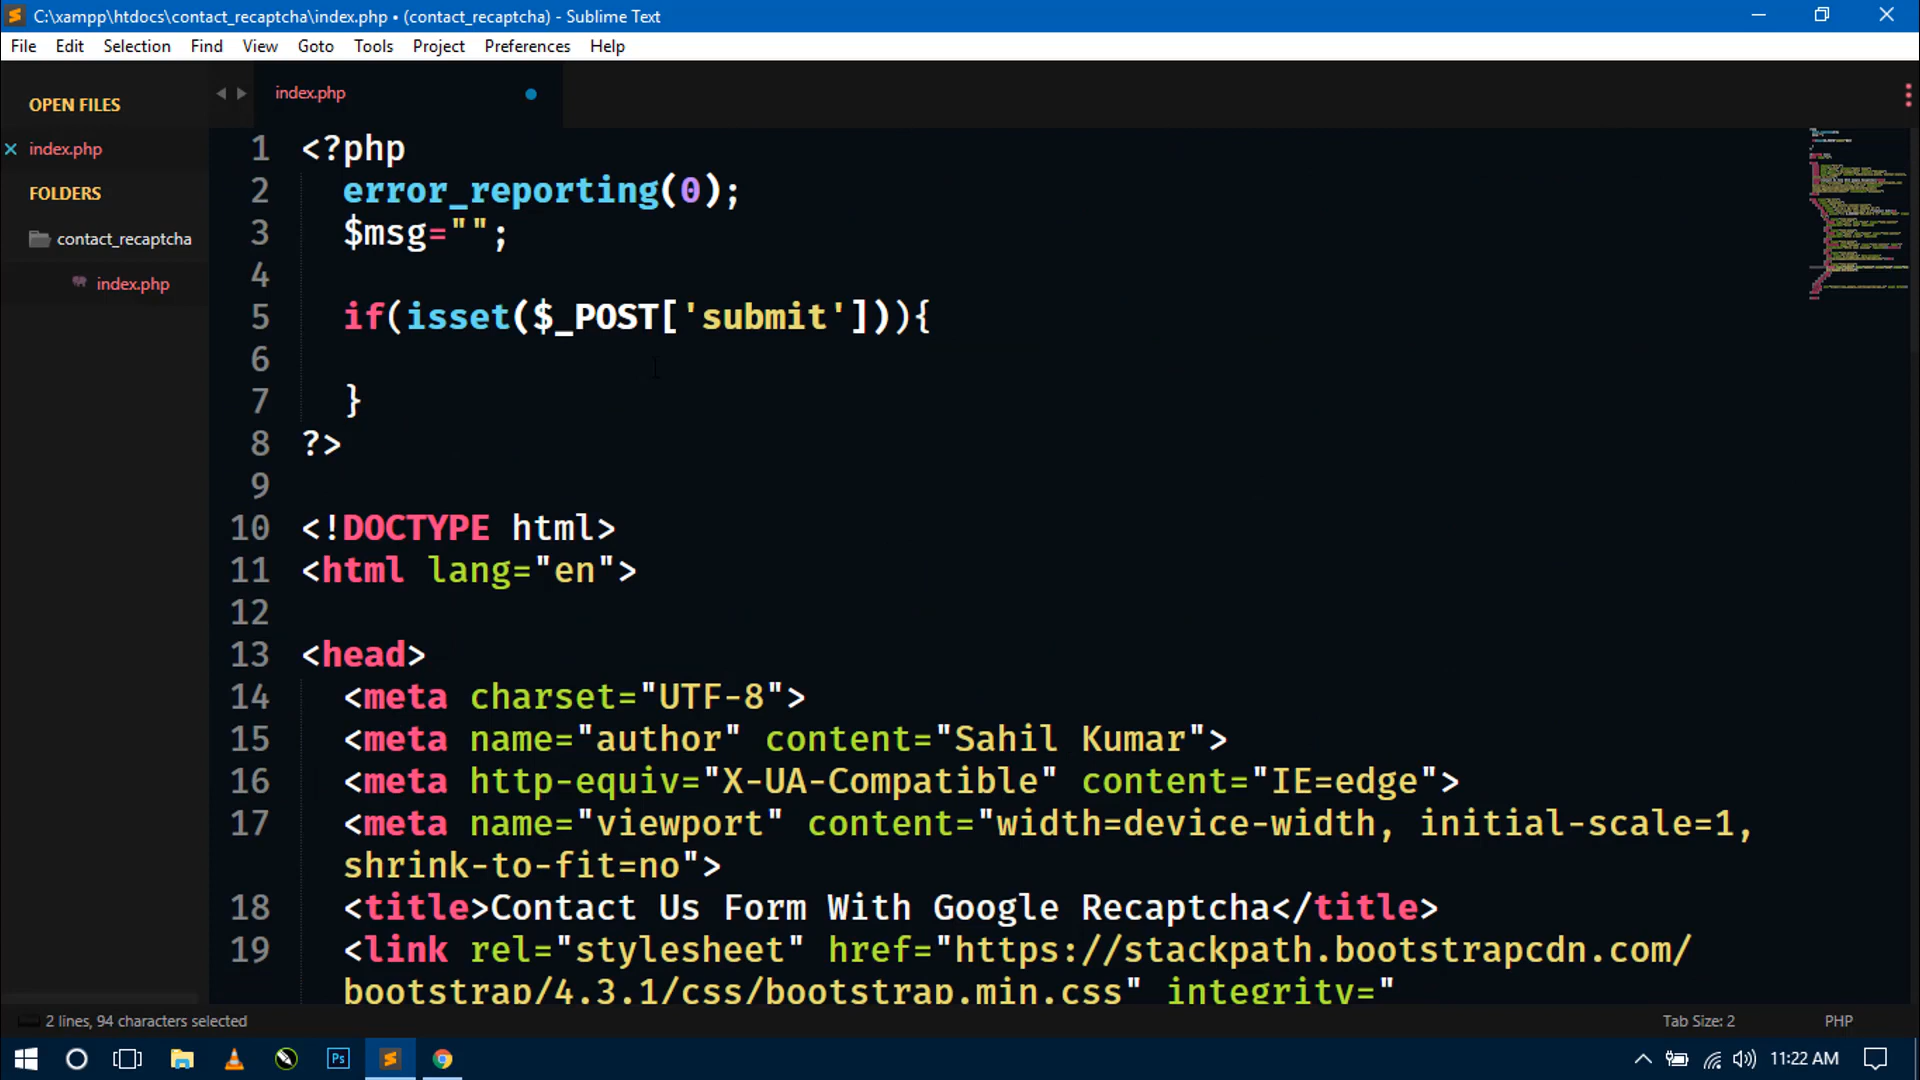 C:\xampp\htdocs\contact_recaptcha\index.php • (contact_recaptcha) - Sublime Text
File Edit Selection Find View Goto Tools Project Preferences Help
OPEN FILES
index.php
FOLDERS
contact_recaptcha
index.php
index.php
1 <?php
2 error_reporting(0);
3 $msg="";
4
5 if(isset($_POST['submit'])){
6
7 }
8 ?>
9
10 <!DOCTYPE html>
11 <html lang="en">
12
13 <head>
14 <meta charset="UTF-8">
15 <meta name="author" content="Sahil Kumar">
16 <meta http-equiv="X-UA-Compatible" content="IE=edge">
17 <meta name="viewport" content="width=device-width, initial-scale=1,
shrink-to-fit=no">
18 <title>Contact Us Form With Google Recaptcha</title>
19 <link rel="stylesheet" href="https://stackpath.bootstrapcdn.com/
bootstrap/4.3.1/css/bootstrap.min.css" integrity="
2 lines, 94 characters selected
Tab Size: 2 PHP
Ps
11:22 AM